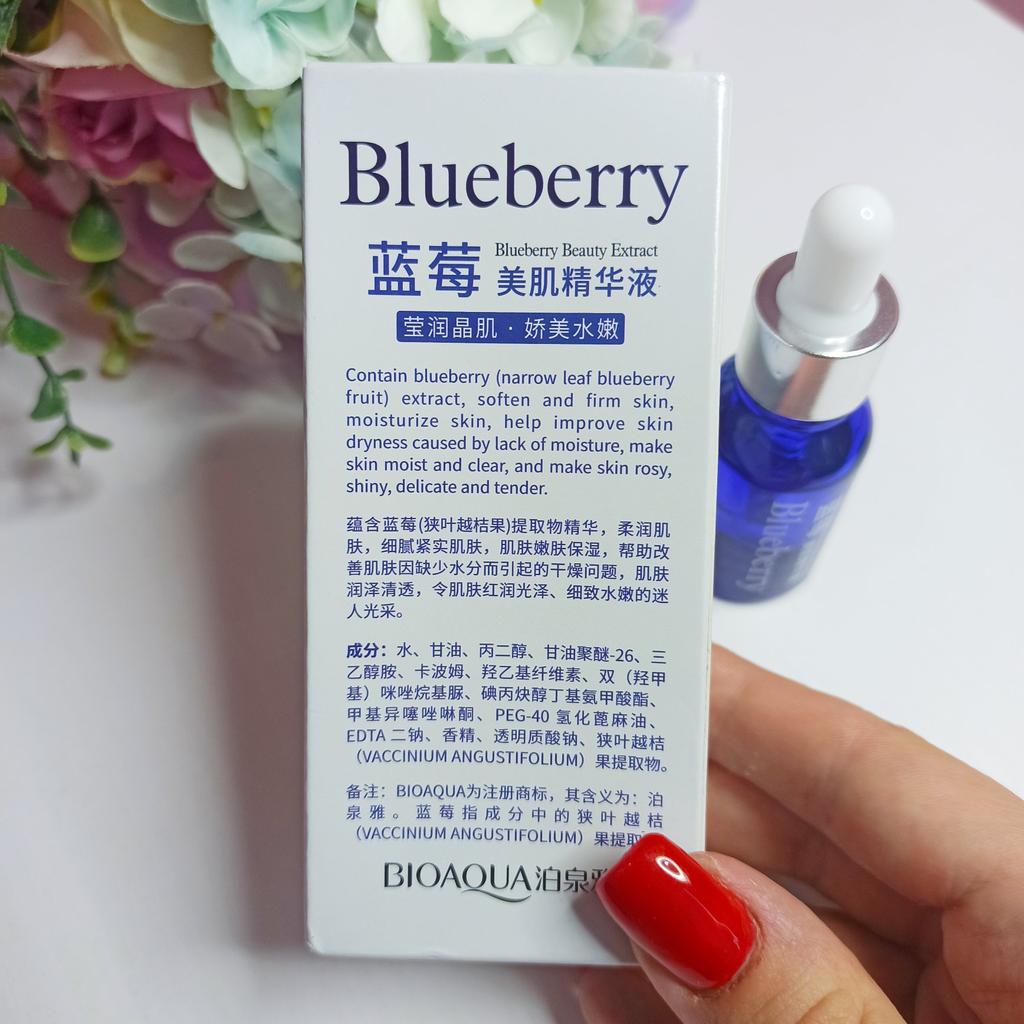 Blueberry
蓝莓 Blueberry Beauty Extract
美肌精华液
莹润晶肌 · 娇美水嫩
Contain blueberry (narrow leaf blueberry
fruit) extract, soften and firm skin,
moisturize skin, help improve skin
dryness caused by lack of moisture, make
skin moist and clear, and make skin rosy,
shiny, delicate and tender.
蕴含蓝莓(狭叶越桔果)提取物精华，柔润肌
肤，细腻紧实肌肤，肌肤嫩肤保湿，帮助改
善肌肤因缺少水分而引起的干燥问题，肌肤
润泽清透，令肌肤红润光泽、细致水嫩的迷
人光采。
成分：水、甘油、丙二醇、甘油聚醚-26、三
乙醇胺、卡波姆、羟乙基纤维素、双（羟甲
基）咪唑烷基脲、碘丙炔醇丁基氨甲酸酯、
甲基异噻唑啉酮、PEG-40 氢化蓖麻油、
EDTA 二钠、香精、透明质酸钠、狭叶越桔
（VACCINIUM ANGUSTIFOLIUM）果提取物。
备注：BIOAQUA为注册商标，其含义为：泊
泉雅。蓝莓指成分中的狭叶越桔
（VACCINIUM ANGUSTIFOLIUM）果提取
BIOAQUA泊泉
Blueberry